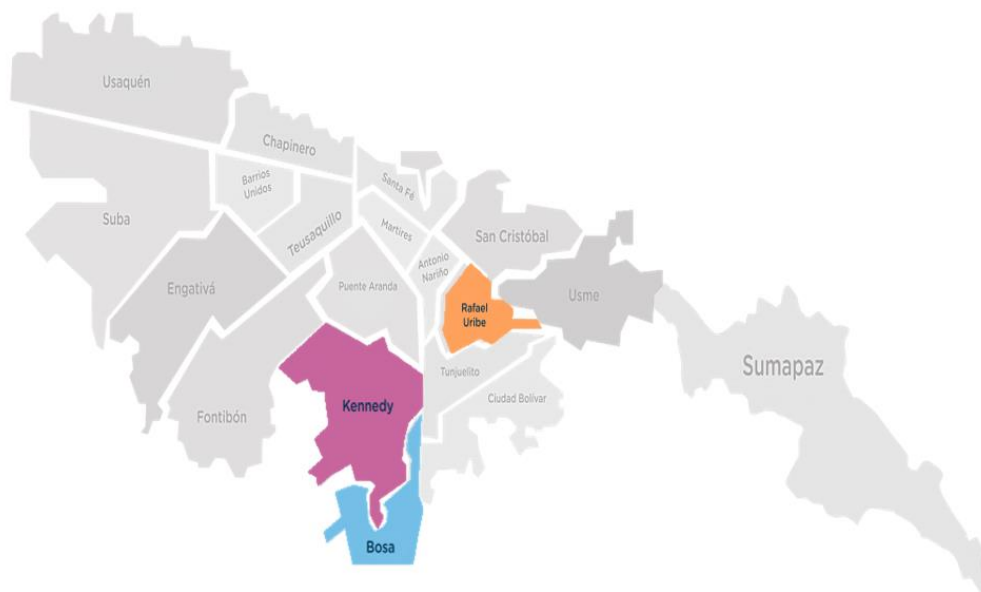 Usaquén
Chapinero
Barrios
Unidos
Santa Fé
Suba
Teusaquillo
Martires
San Cristóbal
Antonio
Nariño
Engativá
Puente Aranda
Usme
Rafael
Uribe
Sumapaz
Tunjuelito
Kennedy
Ciudad Bolívar
Fontibón
Bosa